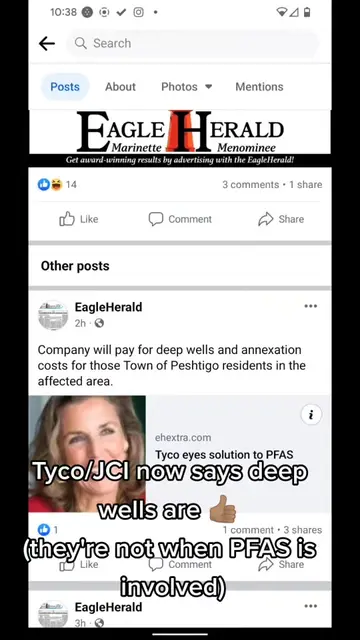 10:38
Search
Posts
About
Photos
Mentions
EAGLE HERALD
Marinette Menominee
Get award-winning results by advertising with the EagleHerald!
14
3 comments • 1 share
Like
Comment
Share
Other posts
EagleHerald
2h
Company will pay for deep wells and annexation
costs for those Town of Peshtigo residents in the
affected area.
ehextra.com
Tyco eyes solution to PFAS
Tyco/JCI now says deep
wells are 👍🏾
(they're not when PFAS is
involved)
1
1 comment • 3 shares
Like
Comment
Share
EagleHerald
3h